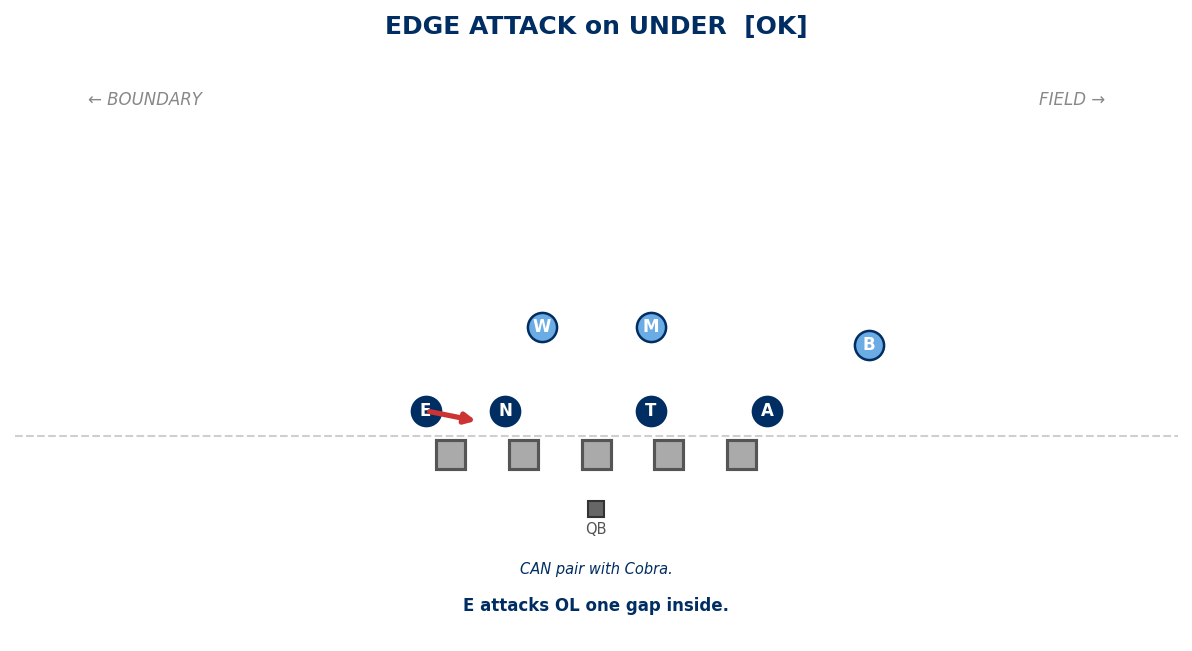 EDGE ATTACK on UNDER [OK]
← BOUNDARY
FIELD →
W
M
B
E
N
T
A
QB
CAN pair with Cobra.
E attacks OL one gap inside.